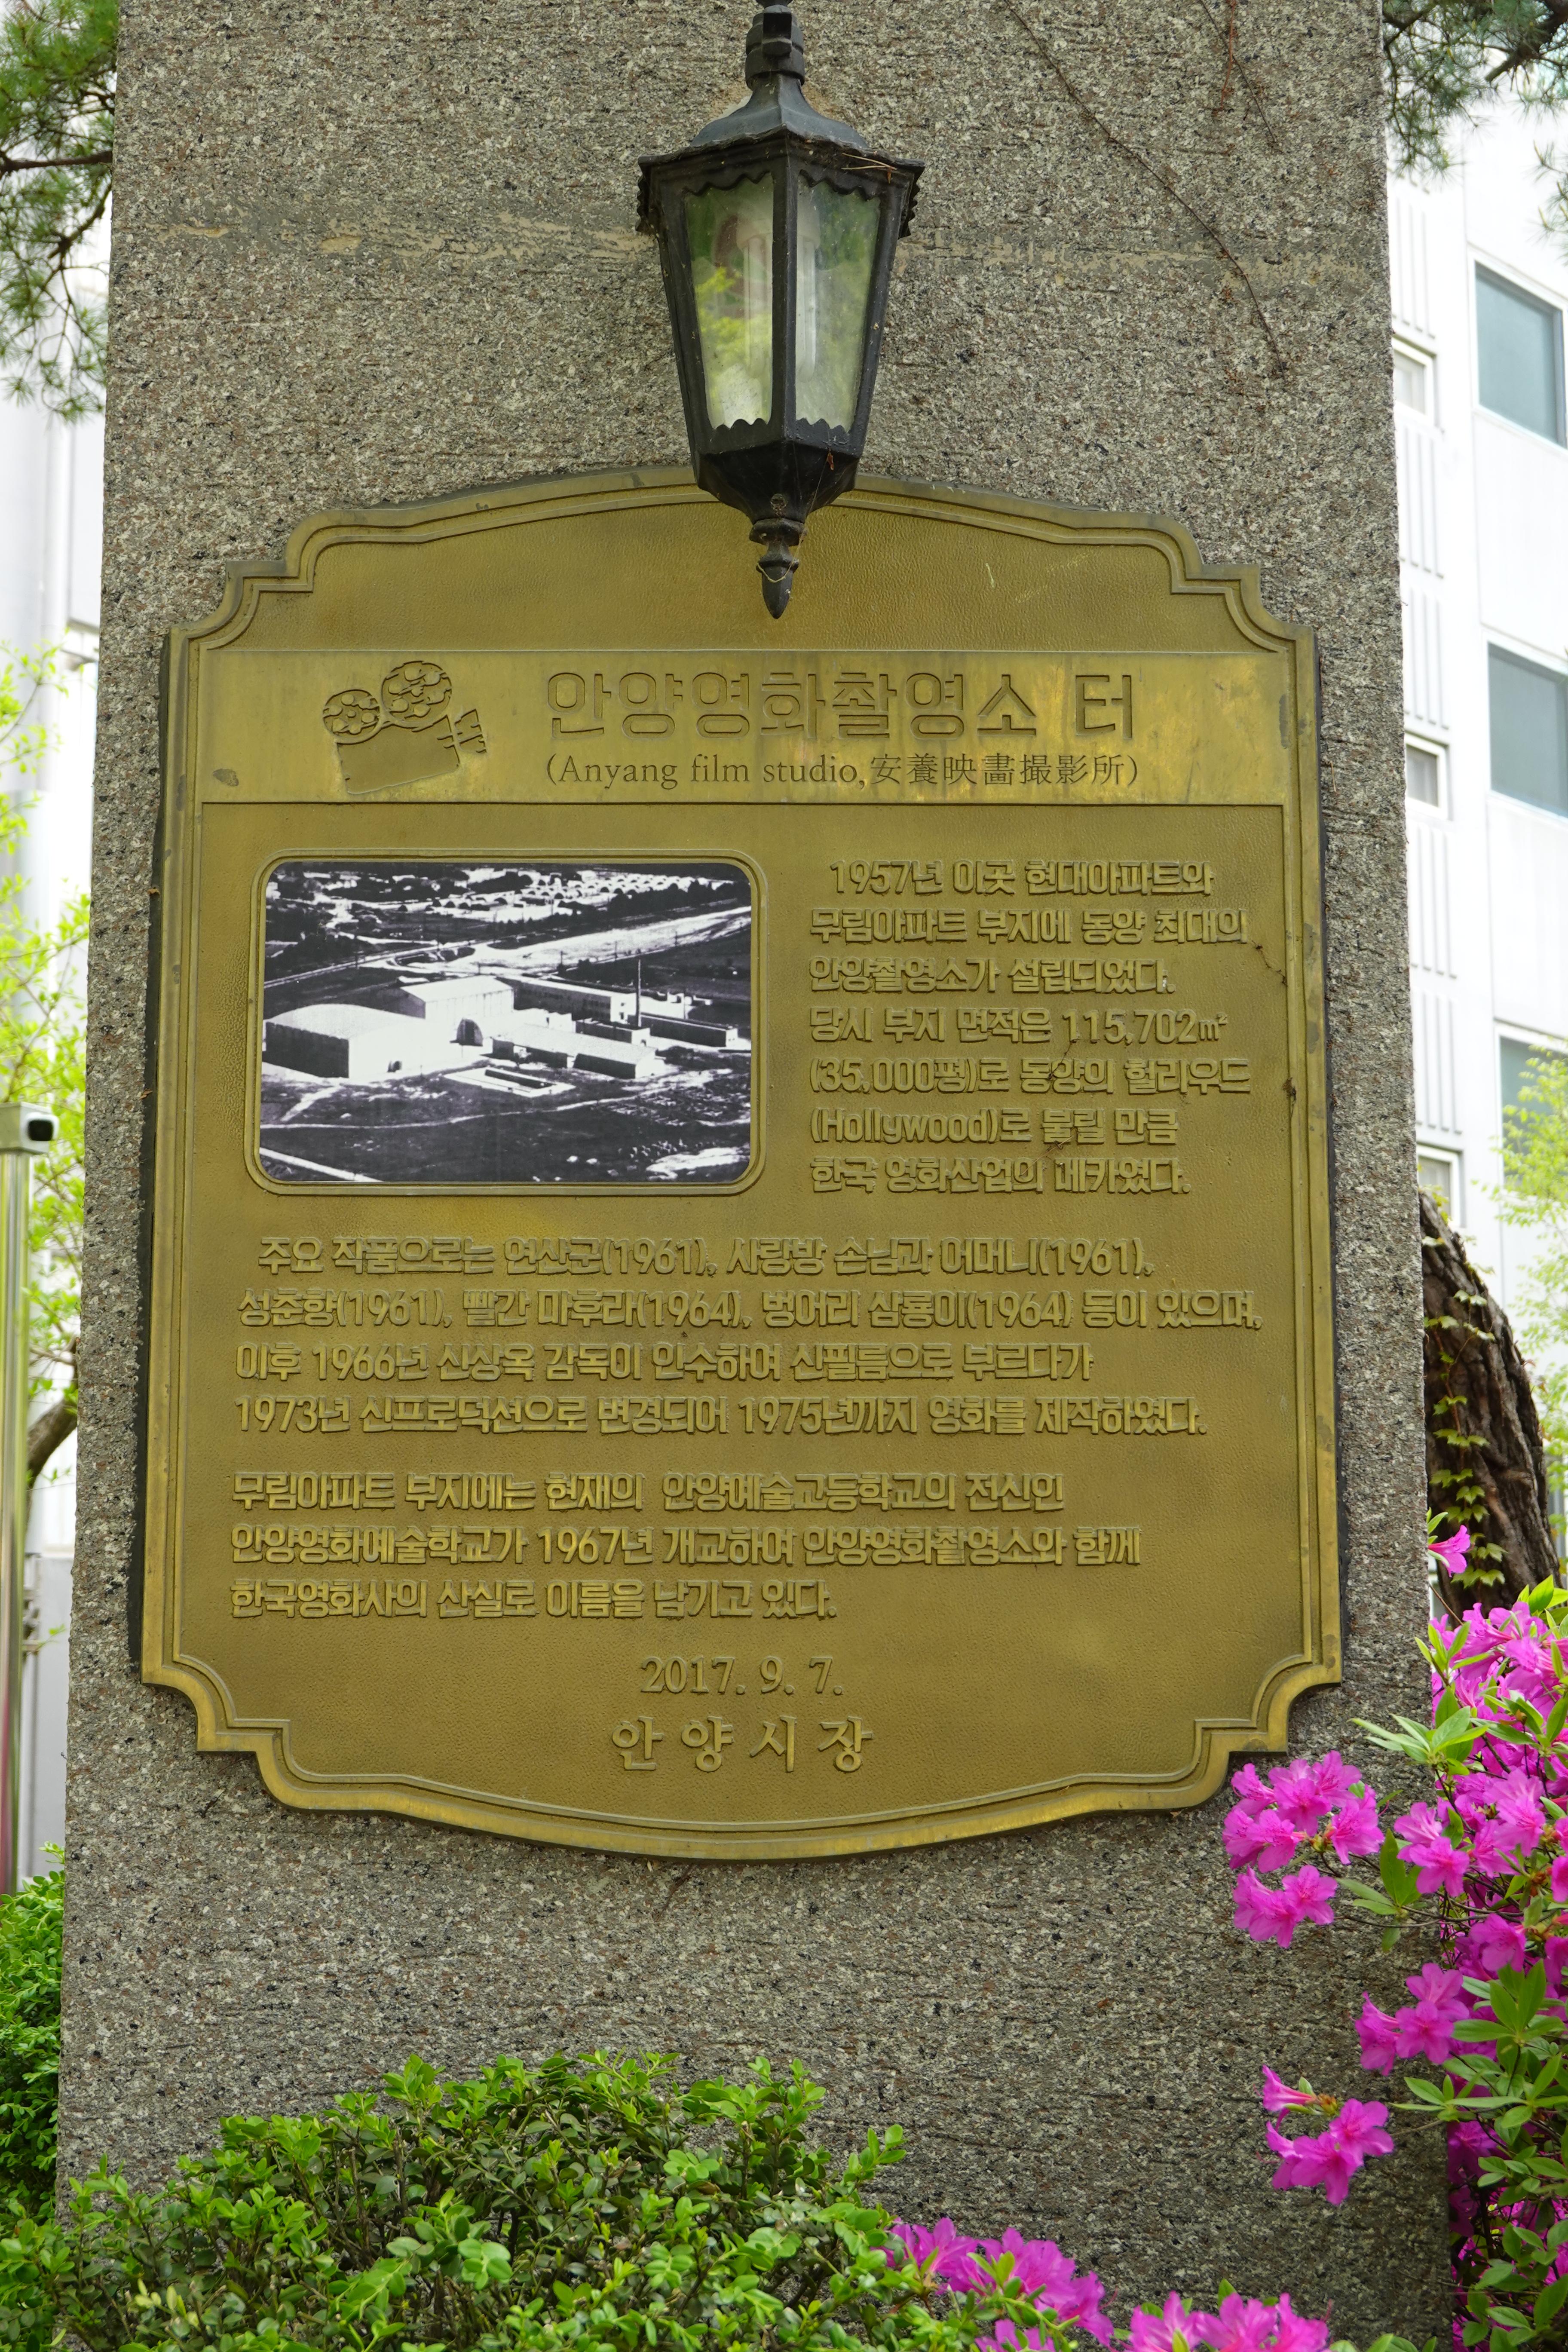 안양영화촬영소 터
(Anyang film studio,安養映畵撮影所)
1957년 이곳 현대아파트와
무림아파트 부지에 동양 최대의
안양촬영소가 설립되었다.
당시 부지 면적은 115,702㎡
(35,000평)로 동양의 헐리우드
(Hollywood)로 불릴 만큼
한국 영화산업의 메카였다.
주요 작품으로는 연산군(1961), 사랑방 손님과 어머니(1961),
성춘향(1961), 빨간 마후라(1964), 벙어리 삼룡이(1964) 등이 있으며,
이후 1966년 신상옥 감독이 인수하여 신필름으로 부르다가
1973년 신프로덕션으로 변경되어 1975년까지 영화를 제작하였다.
무림아파트 부지에는 현재의 안양예술고등학교의 전신인
안양영화예술학교가 1967년 개교하여 안양영화촬영소와 함께
한국영화사의 산실로 이름을 남기고 있다.
2017. 9. 7.
안양시장